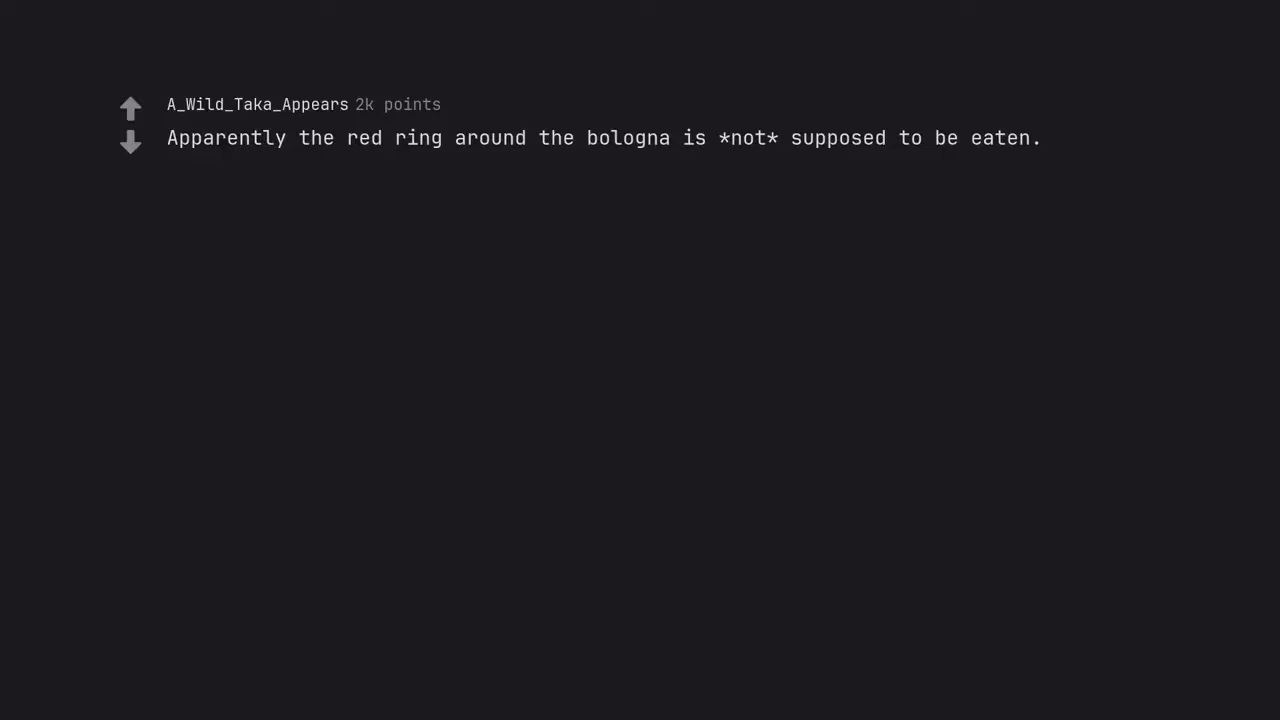 A_Wild_Taka_Appears 2k points
Apparently the red ring around the bologna is *not* supposed to be eaten.